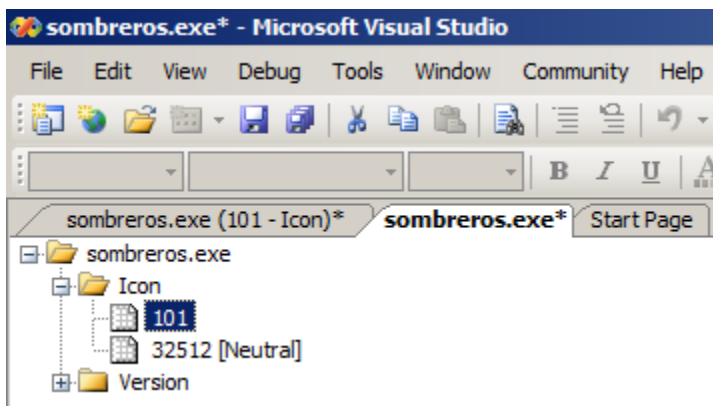 sombreros.exe* - Microsoft Visual Studio
File Edit View Debug Tools Window Community Help
B I U A
sombreros.exe (101 - Icon)* sombreros.exe* Start Page
sombreros.exe
Icon
101
32512 [Neutral]
Version